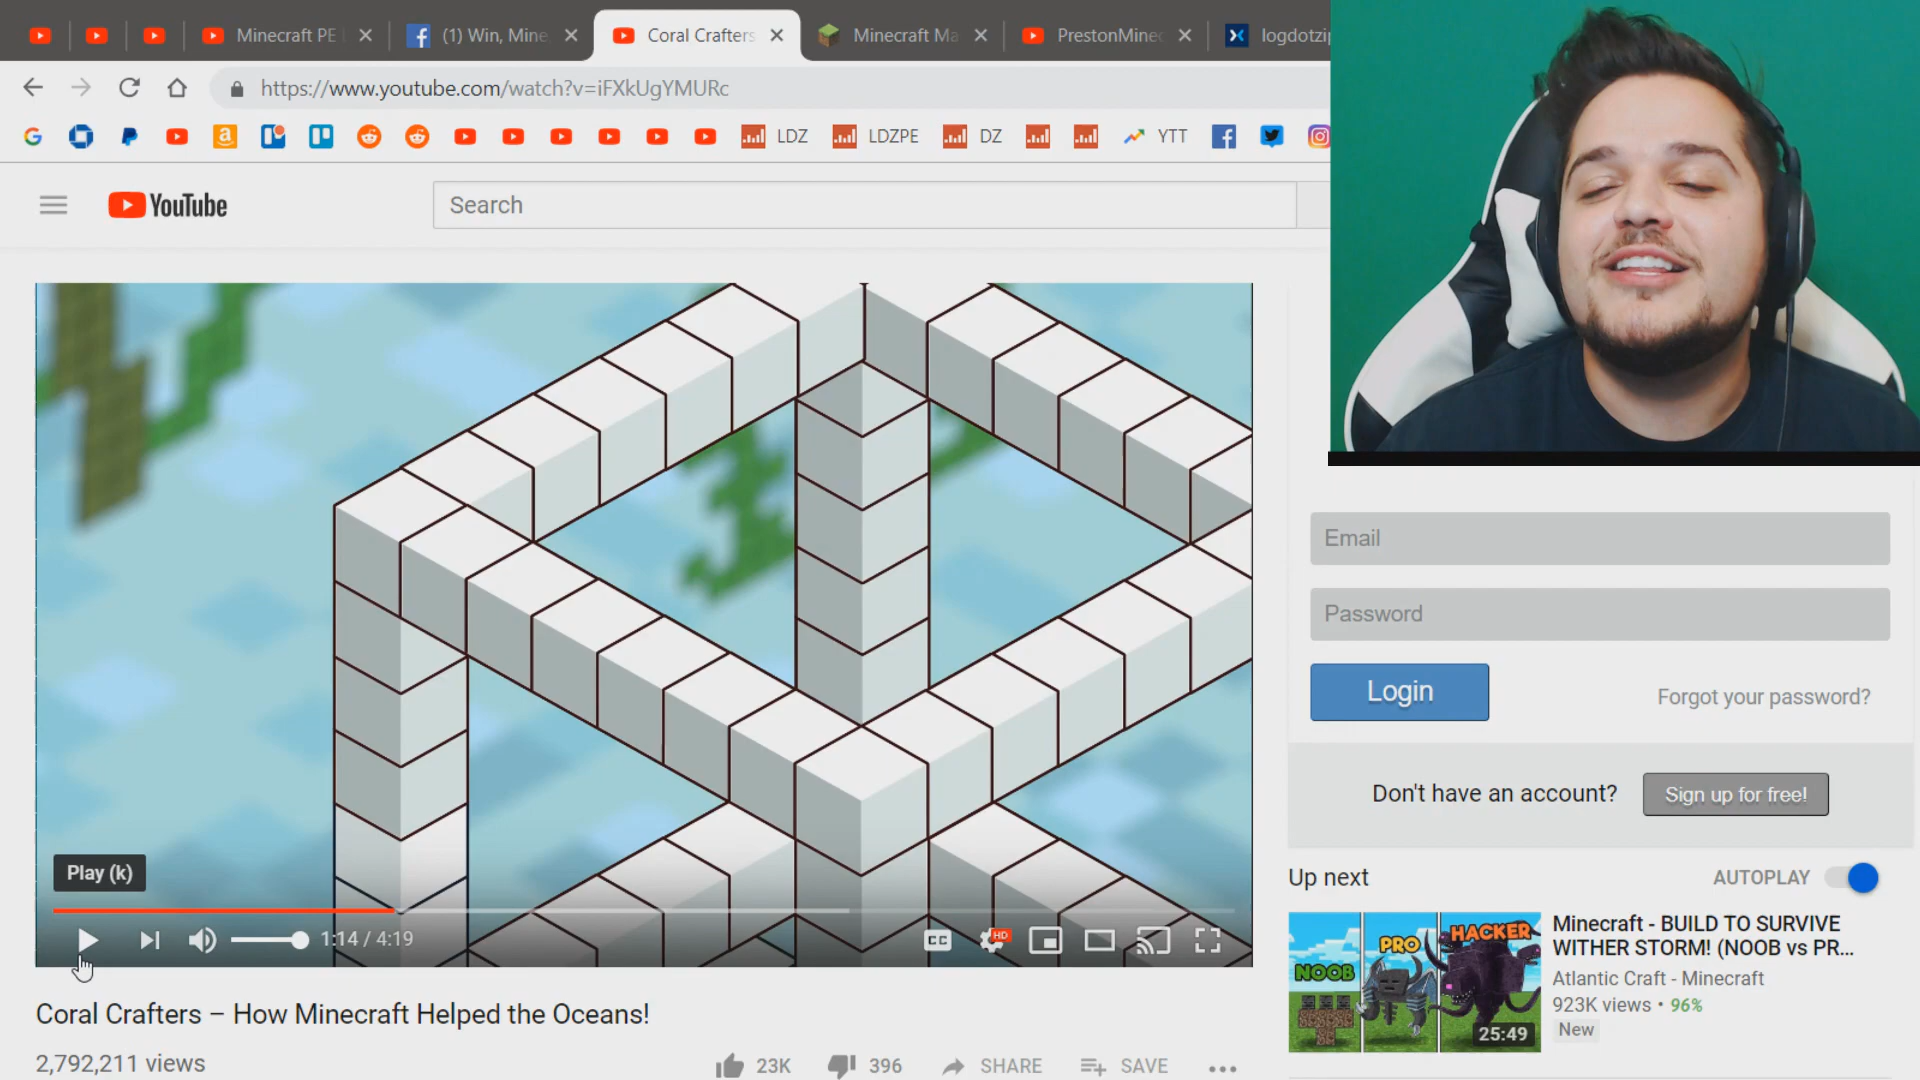 Minecraft PE
(1) Win, Mine
Coral Crafters
Minecraft Ma
PrestonMinec
logdotzip
https://www.youtube.com/watch?v=iFXkUgYMURc
LDZ
LDZPE
DZ
YTT
YouTube
Search
Email
Password
Login
Forgot your password?
Don't have an account?
Sign up for free!
Play (k)
1:14 / 4:19
CC
HD
Up next
AUTOPLAY
NOOB
PRO
HACKER
25:49
Minecraft - BUILD TO SURVIVE
WITHER STORM! (NOOB vs PR...
Atlantic Craft - Minecraft
923K views • 96%
New
Coral Crafters – How Minecraft Helped the Oceans!
2,792,211 views
23K
396
SHARE
SAVE